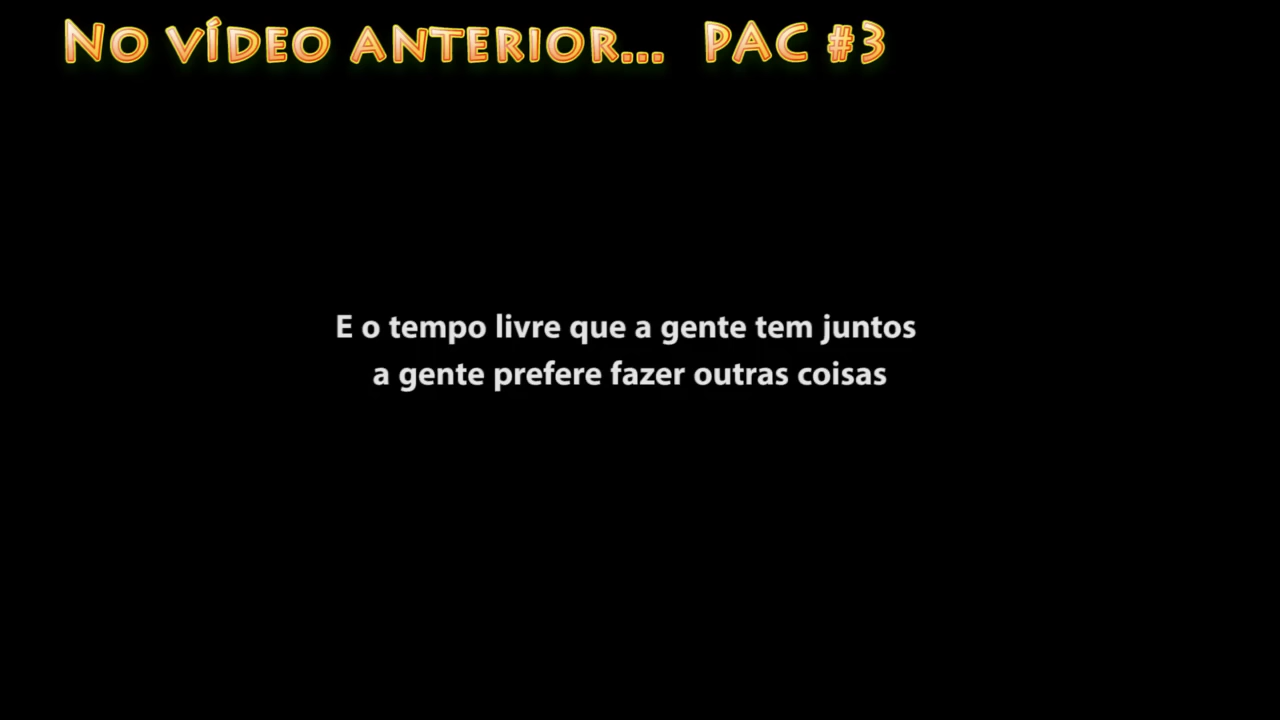 No vídeo anterior... PAC #3
E o tempo livre que a gente tem juntos
a gente prefere fazer outras coisas